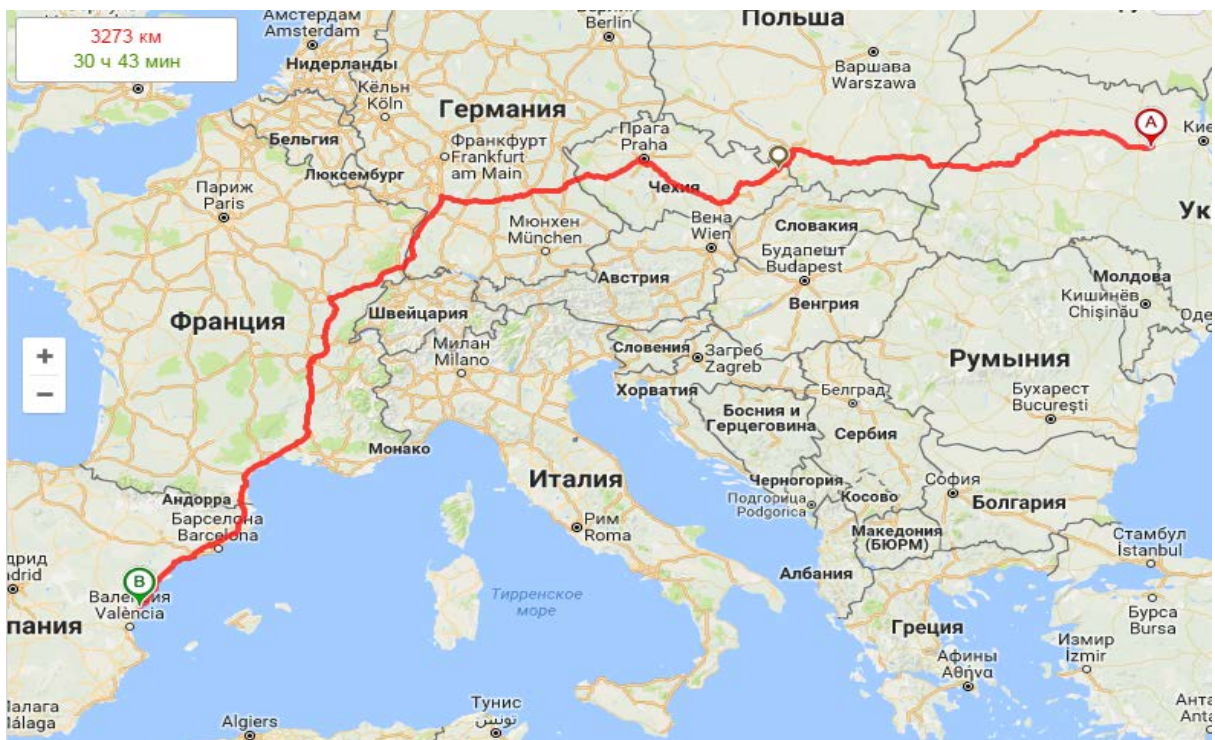 3273 км
30 ч 43 мин
Амстердам
Amsterdam
Нидерланды
Berlin
Польша
Варшава
Warszawa
Кёльн
Köln
Германия
Бельгия
Франкфурт
Frankfurt
am Main
Люксембург
Прага
Praha
Чехия
A
Париж
Paris
Мюнхен
München
Вена
Wien
Словакия
Будапешт
Budapest
Австрия
Венгрия
Молдова
Кишинёв
Chişinău
Франция
Швейцария
Милан
Milano
Словения
Загреб
Zagreb
Хорватия
Румыния
Белград
Бухарест
Bucureşti
+
−
Босния и
Герцеговина
Сербия
Монако
Италия
Черногория
Подгорица
Podgorica
Косово
София
Болгария
Андорра
Барселона
Barcelona
Рим
Roma
Македония
(БЮРМ)
Стамбул
İstanbul
Албания
B
València
Тирренское
море
Бурса
Bursa
Греция
Измир
İzmir
Афины
Αθήνα
Тунис
تونس
Algiers